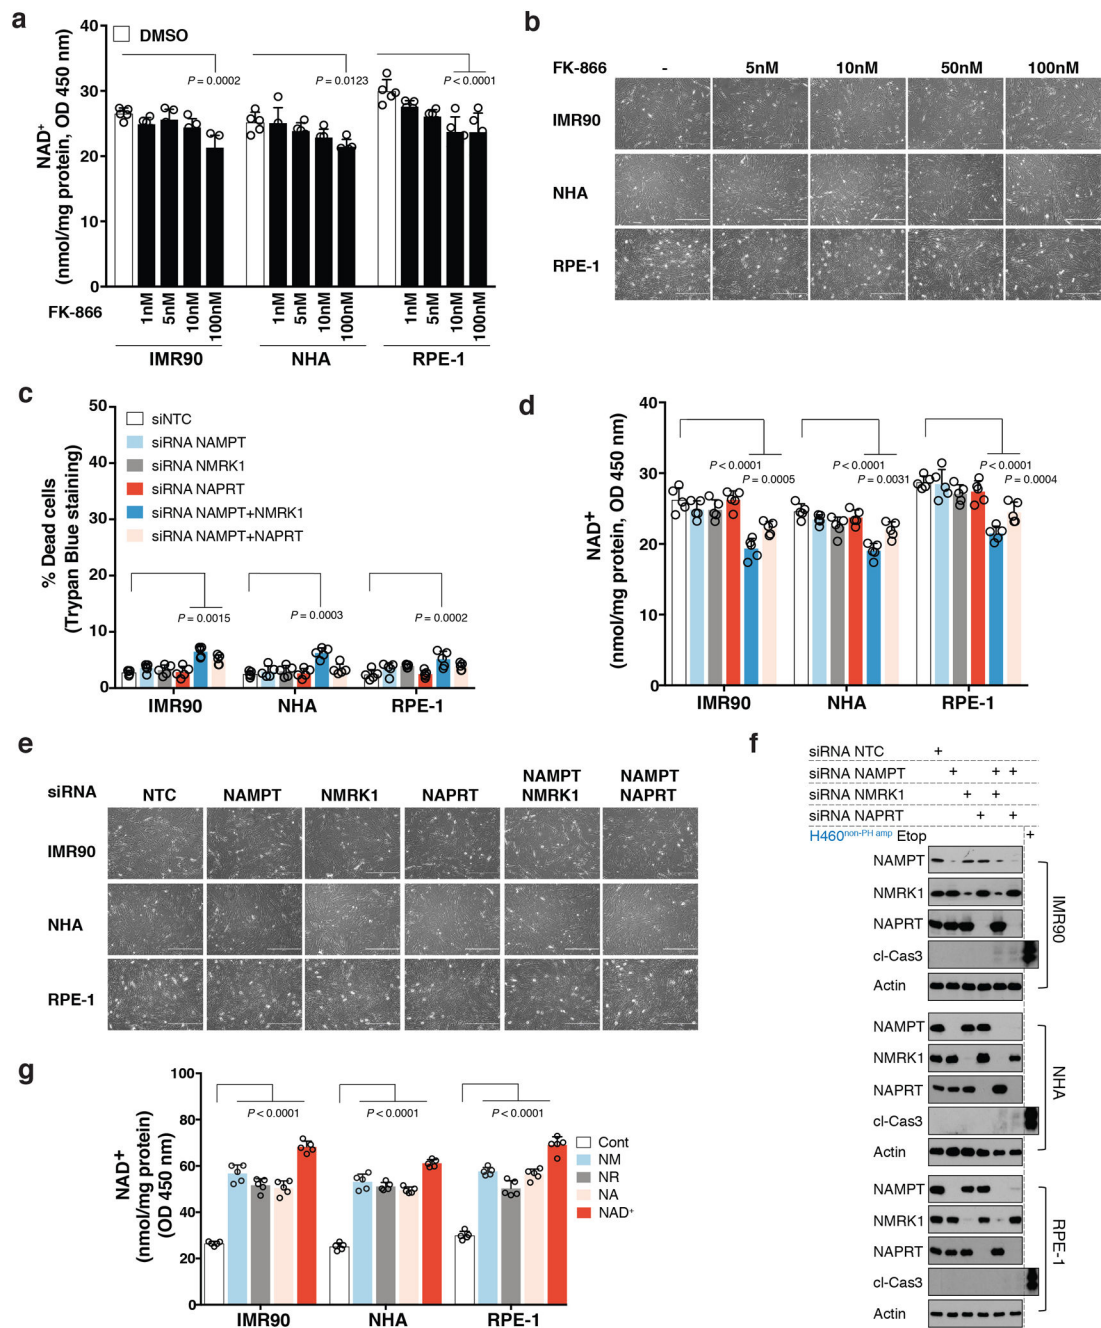 a
NAD+
(nmol/mg protein, OD 450 nm)
40
30
20
10
0
DMSO
P = 0.0002
P = 0.0123
P < 0.0001
FK-866
1nM
5nM
10nM
100nM
1nM
5nM
10nM
100nM
1nM
5nM
10nM
100nM
IMR90
NHA
RPE-1
b
FK-866 - 5nM 10nM 50nM 100nM
IMR90
NHA
RPE-1
c
% Dead cells
(Trypan Blue staining)
50
40
30
20
10
0
siNTC
siRNA NAMPT
siRNA NMRK1
siRNA NAPRT
siRNA NAMPT+NMRK1
siRNA NAMPT+NAPRT
P = 0.0015
P = 0.0003
P = 0.0002
IMR90 NHA RPE-1
d
NAD+
(nmol/mg protein, OD 450 nm)
40
30
20
10
0
P < 0.0001
P = 0.0005
P < 0.0001
P = 0.0031
P < 0.0001
P = 0.0004
IMR90 NHA RPE-1
e
siRNA NTC NAMPT NMRK1 NAPRT NAMPT NMRK1 NAMPT NAPRT
IMR90
NHA
RPE-1
f
siRNA NTC +
siRNA NAMPT + + +
siRNA NMRK1 + +
siRNA NAPRT + +
H460non-PH amp Etop +
NAMPT
NMRK1
NAPRT
cl-Cas3
Actin
IMR90
NAMPT
NMRK1
NAPRT
cl-Cas3
Actin
NHA
NAMPT
NMRK1
NAPRT
cl-Cas3
Actin
RPE-1
g
NAD+
(nmol/mg protein)
(OD 450 nm)
100
80
60
40
20
0
P < 0.0001
P < 0.0001
P < 0.0001
Cont
NM
NR
NA
NAD+
IMR90 NHA RPE-1